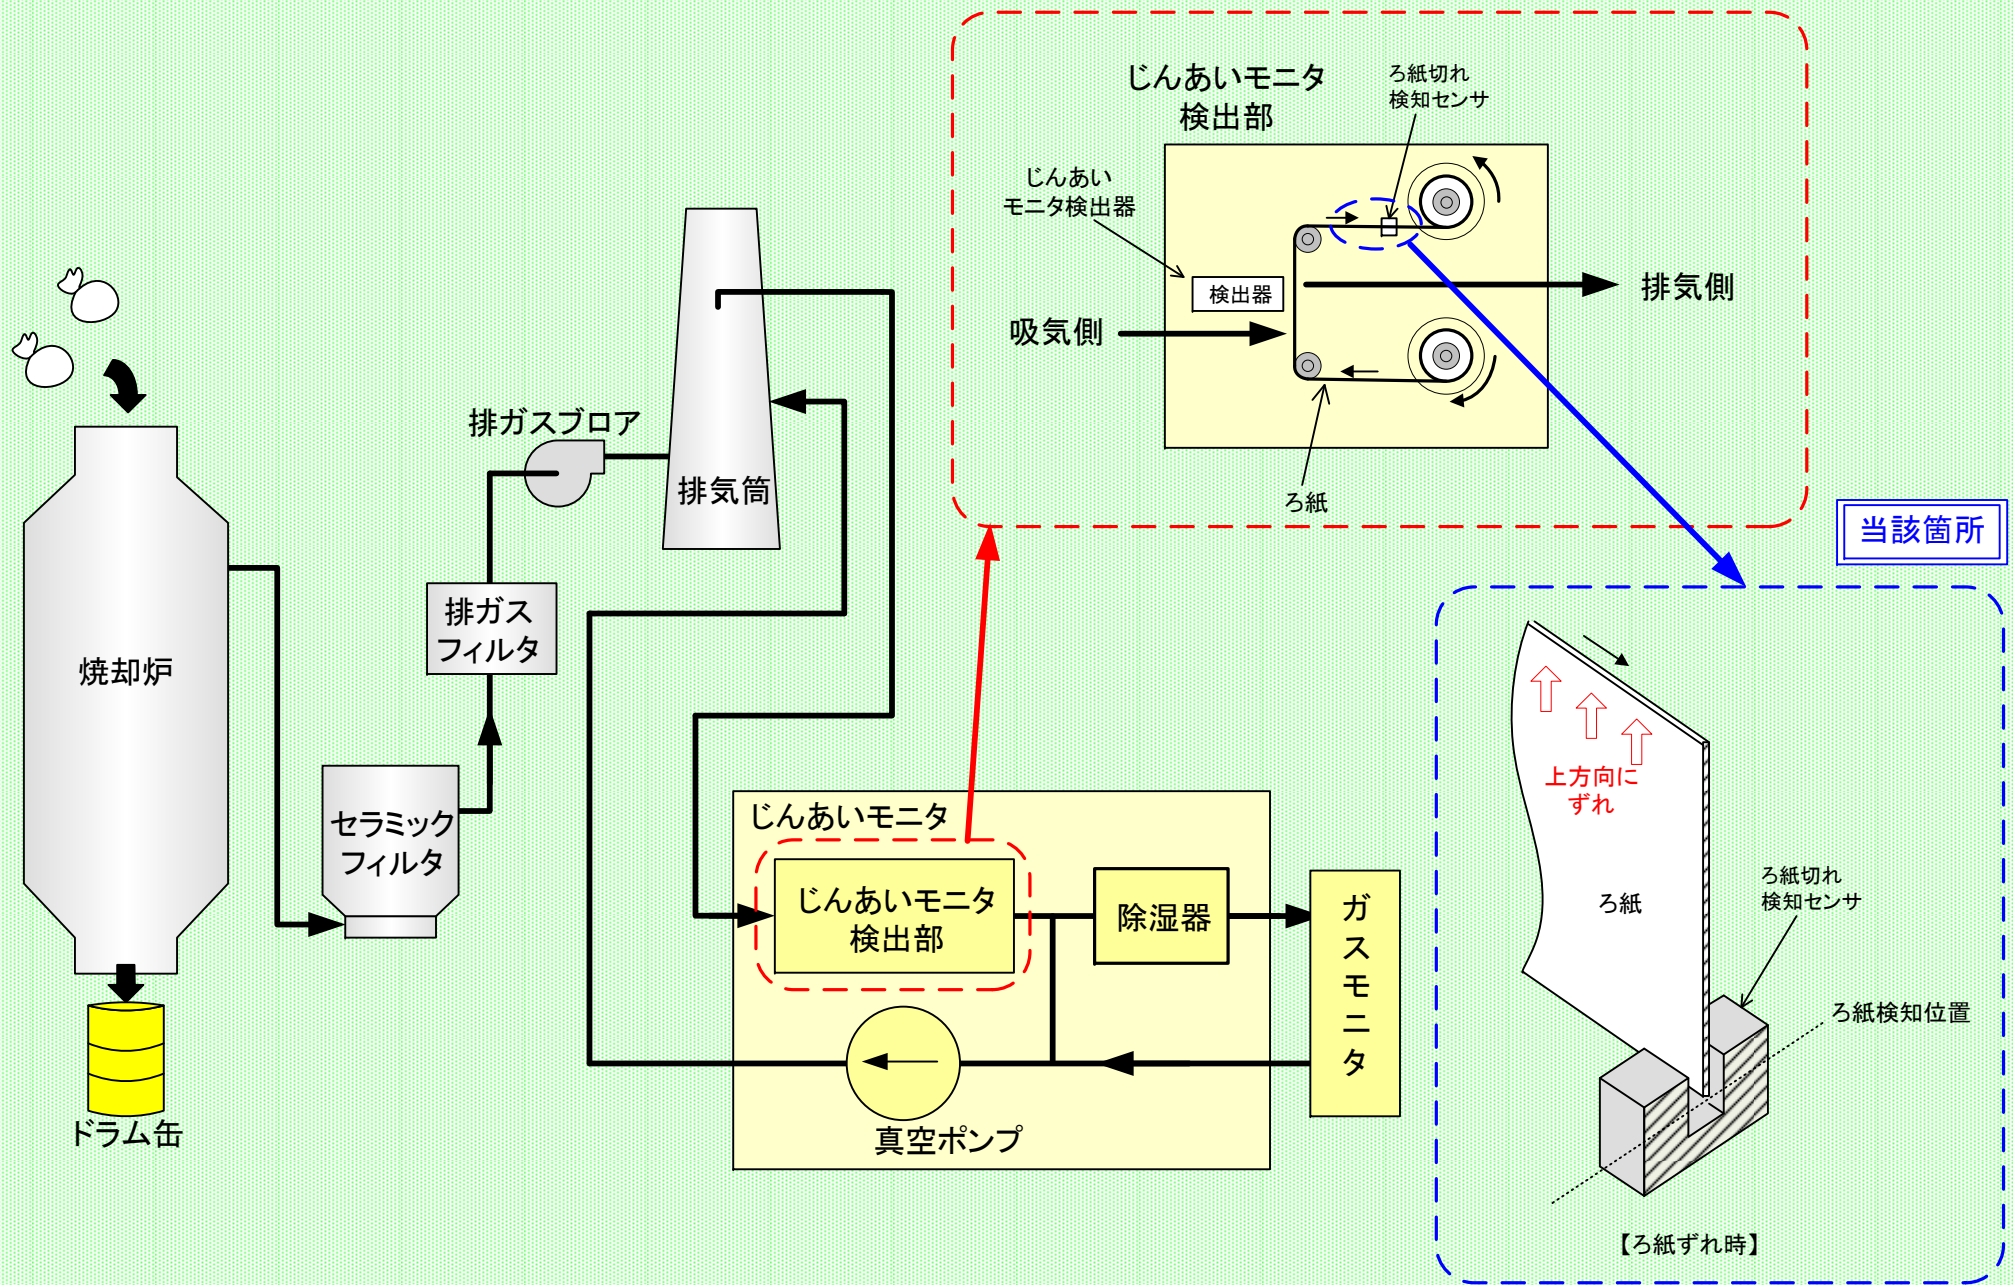 じんあいモニタ
検出部
ろ紙切れ
検知センサ
じんあい
モニタ検出器
検出器
吸気側
排気側
ろ紙
当該箇所
排ガスブロア
排気筒
排ガス
フィルタ
焼却炉
セラミック
フィルタ
ドラム缶
じんあいモニタ
じんあいモニタ
検出部
除湿器
ガスモニタ
真空ポンプ
上方向に
ずれ
ろ紙
ろ紙切れ
検知センサ
ろ紙検知位置
【ろ紙ずれ時】